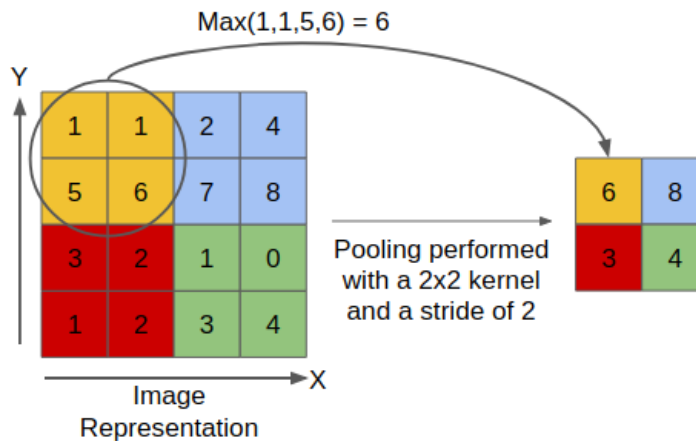 Max(1,1,5,6) = 6
Y
1 1 2 4
5 6 7 8
3 2 1 0
1 2 3 4
X
Image
Representation
Pooling performed
with a 2x2 kernel
and a stride of 2
6 8
3 4